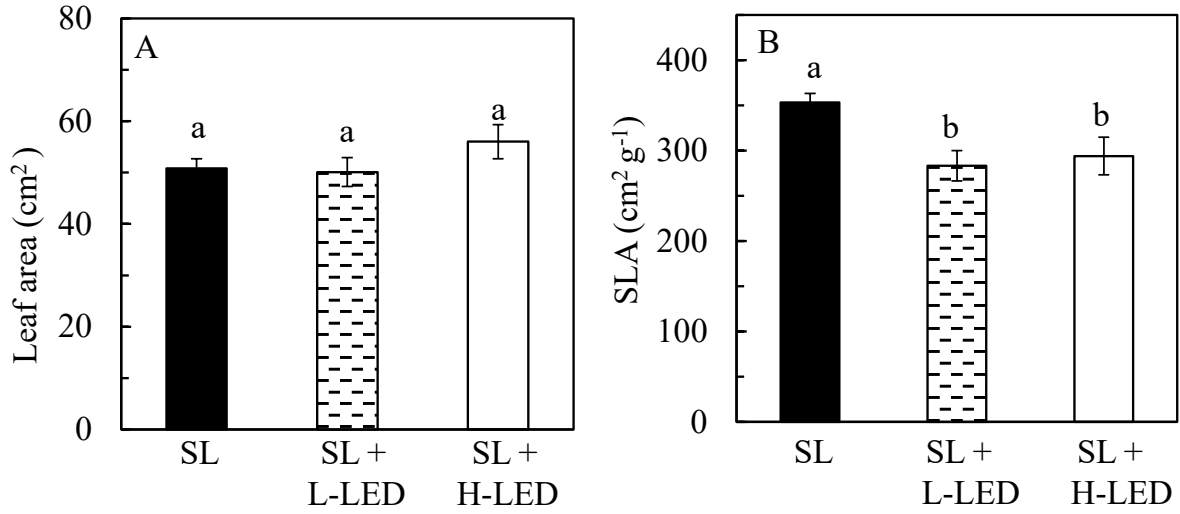 A
Leaf area (cm²)
80
60
40
20
0
a
a
a
SL
SL +
L-LED
SL +
H-LED
B
SLA (cm² g⁻¹)
400
300
200
100
0
a
b
b
SL
SL +
L-LED
SL +
H-LED